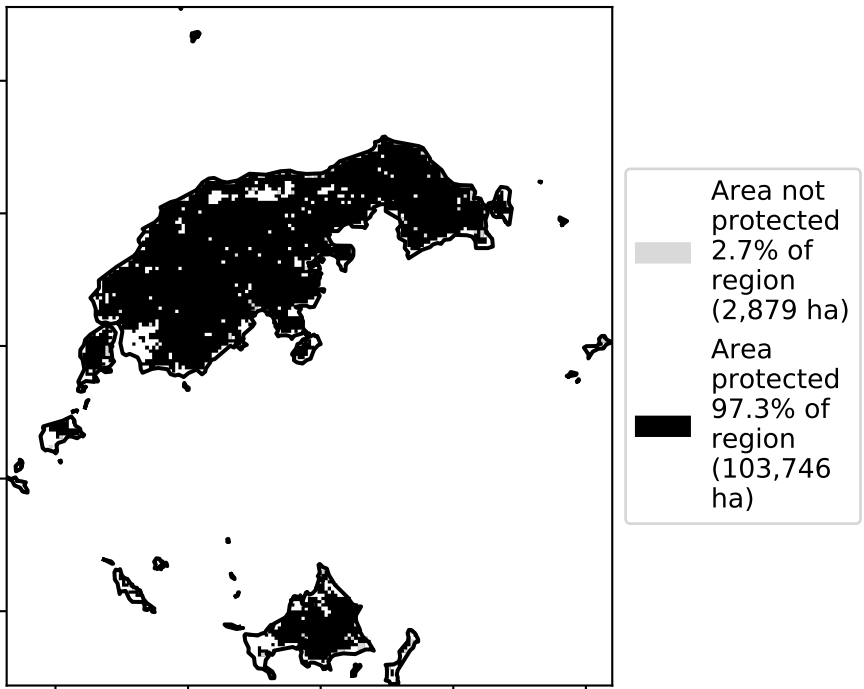 Area not
protected
2.7% of
region
(2,879 ha)
Area
protected
97.3% of
region
(103,746
ha)